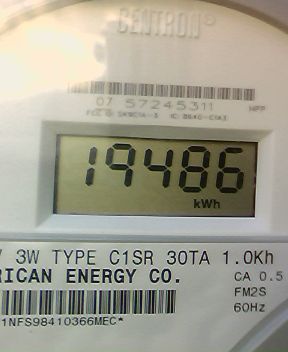 CENTRON®
07 57245311
19486
kWh
3W TYPE C1SR 30TA 1.0Kh
RICAN ENERGY CO.
CA 0.5
FM2S
60Hz
1NFS98410366MEC*